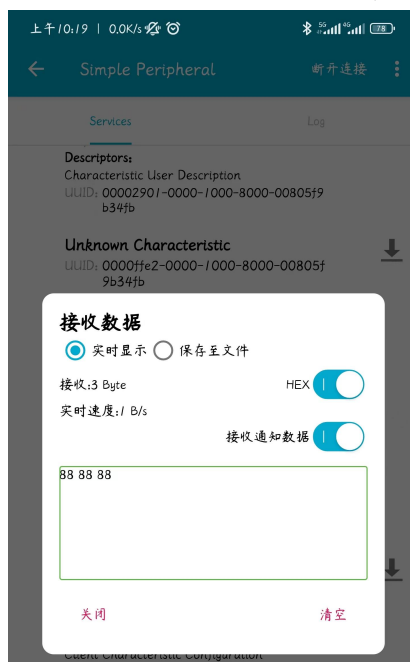 上午10:19 | 0.0K/s
5G 4G 78
Simple Peripheral 断开连接
Services Log
Descriptors:
Characteristic User Description
UUID: 00002901-0000-1000-8000-00805f9
b34fb
Unknown Characteristic
UUID: 0000ffe2-0000-1000-8000-00805f
9b34fb
接收数据
实时显示 保存至文件
接收:3 Byte HEX
实时速度:1 B/s
接收通知数据
88 88 88
关闭 清空
Client Characteristic Configuration